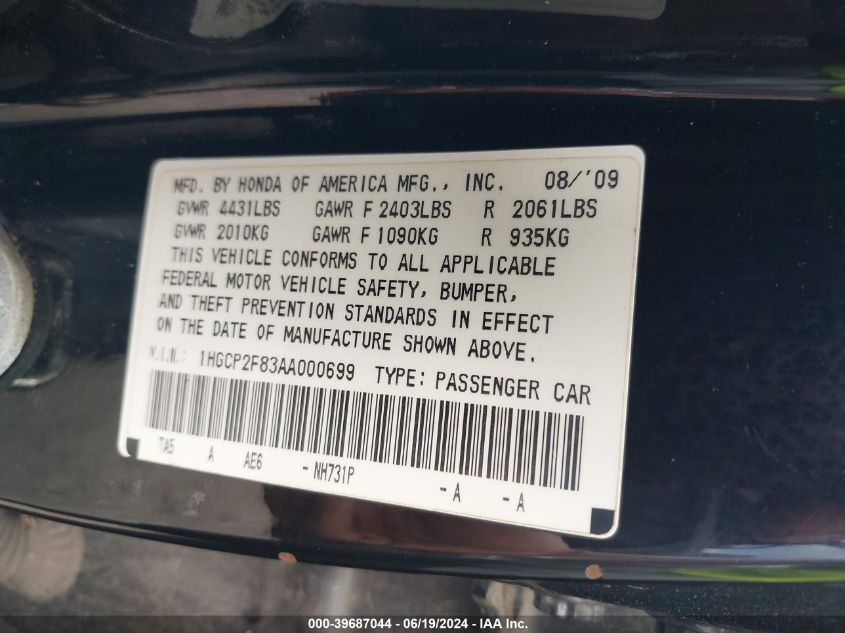 MFD. BY HONDA OF AMERICA MFG., INC. 08/'09
GVWR 4431LBS GAWR F 2403LBS R 2061LBS
GVWR 2010KG GAWR F 1090KG R 935KG
THIS VEHICLE CONFORMS TO ALL APPLICABLE
FEDERAL MOTOR VEHICLE SAFETY, BUMPER,
AND THEFT PREVENTION STANDARDS IN EFFECT
ON THE DATE OF MANUFACTURE SHOWN ABOVE.
V.I.N.: 1HGCP2F83AA000699 TYPE: PASSENGER CAR
TA5 A AE6 - NH731P - A - A
000-39687044 - 06/19/2024 - IAA Inc.